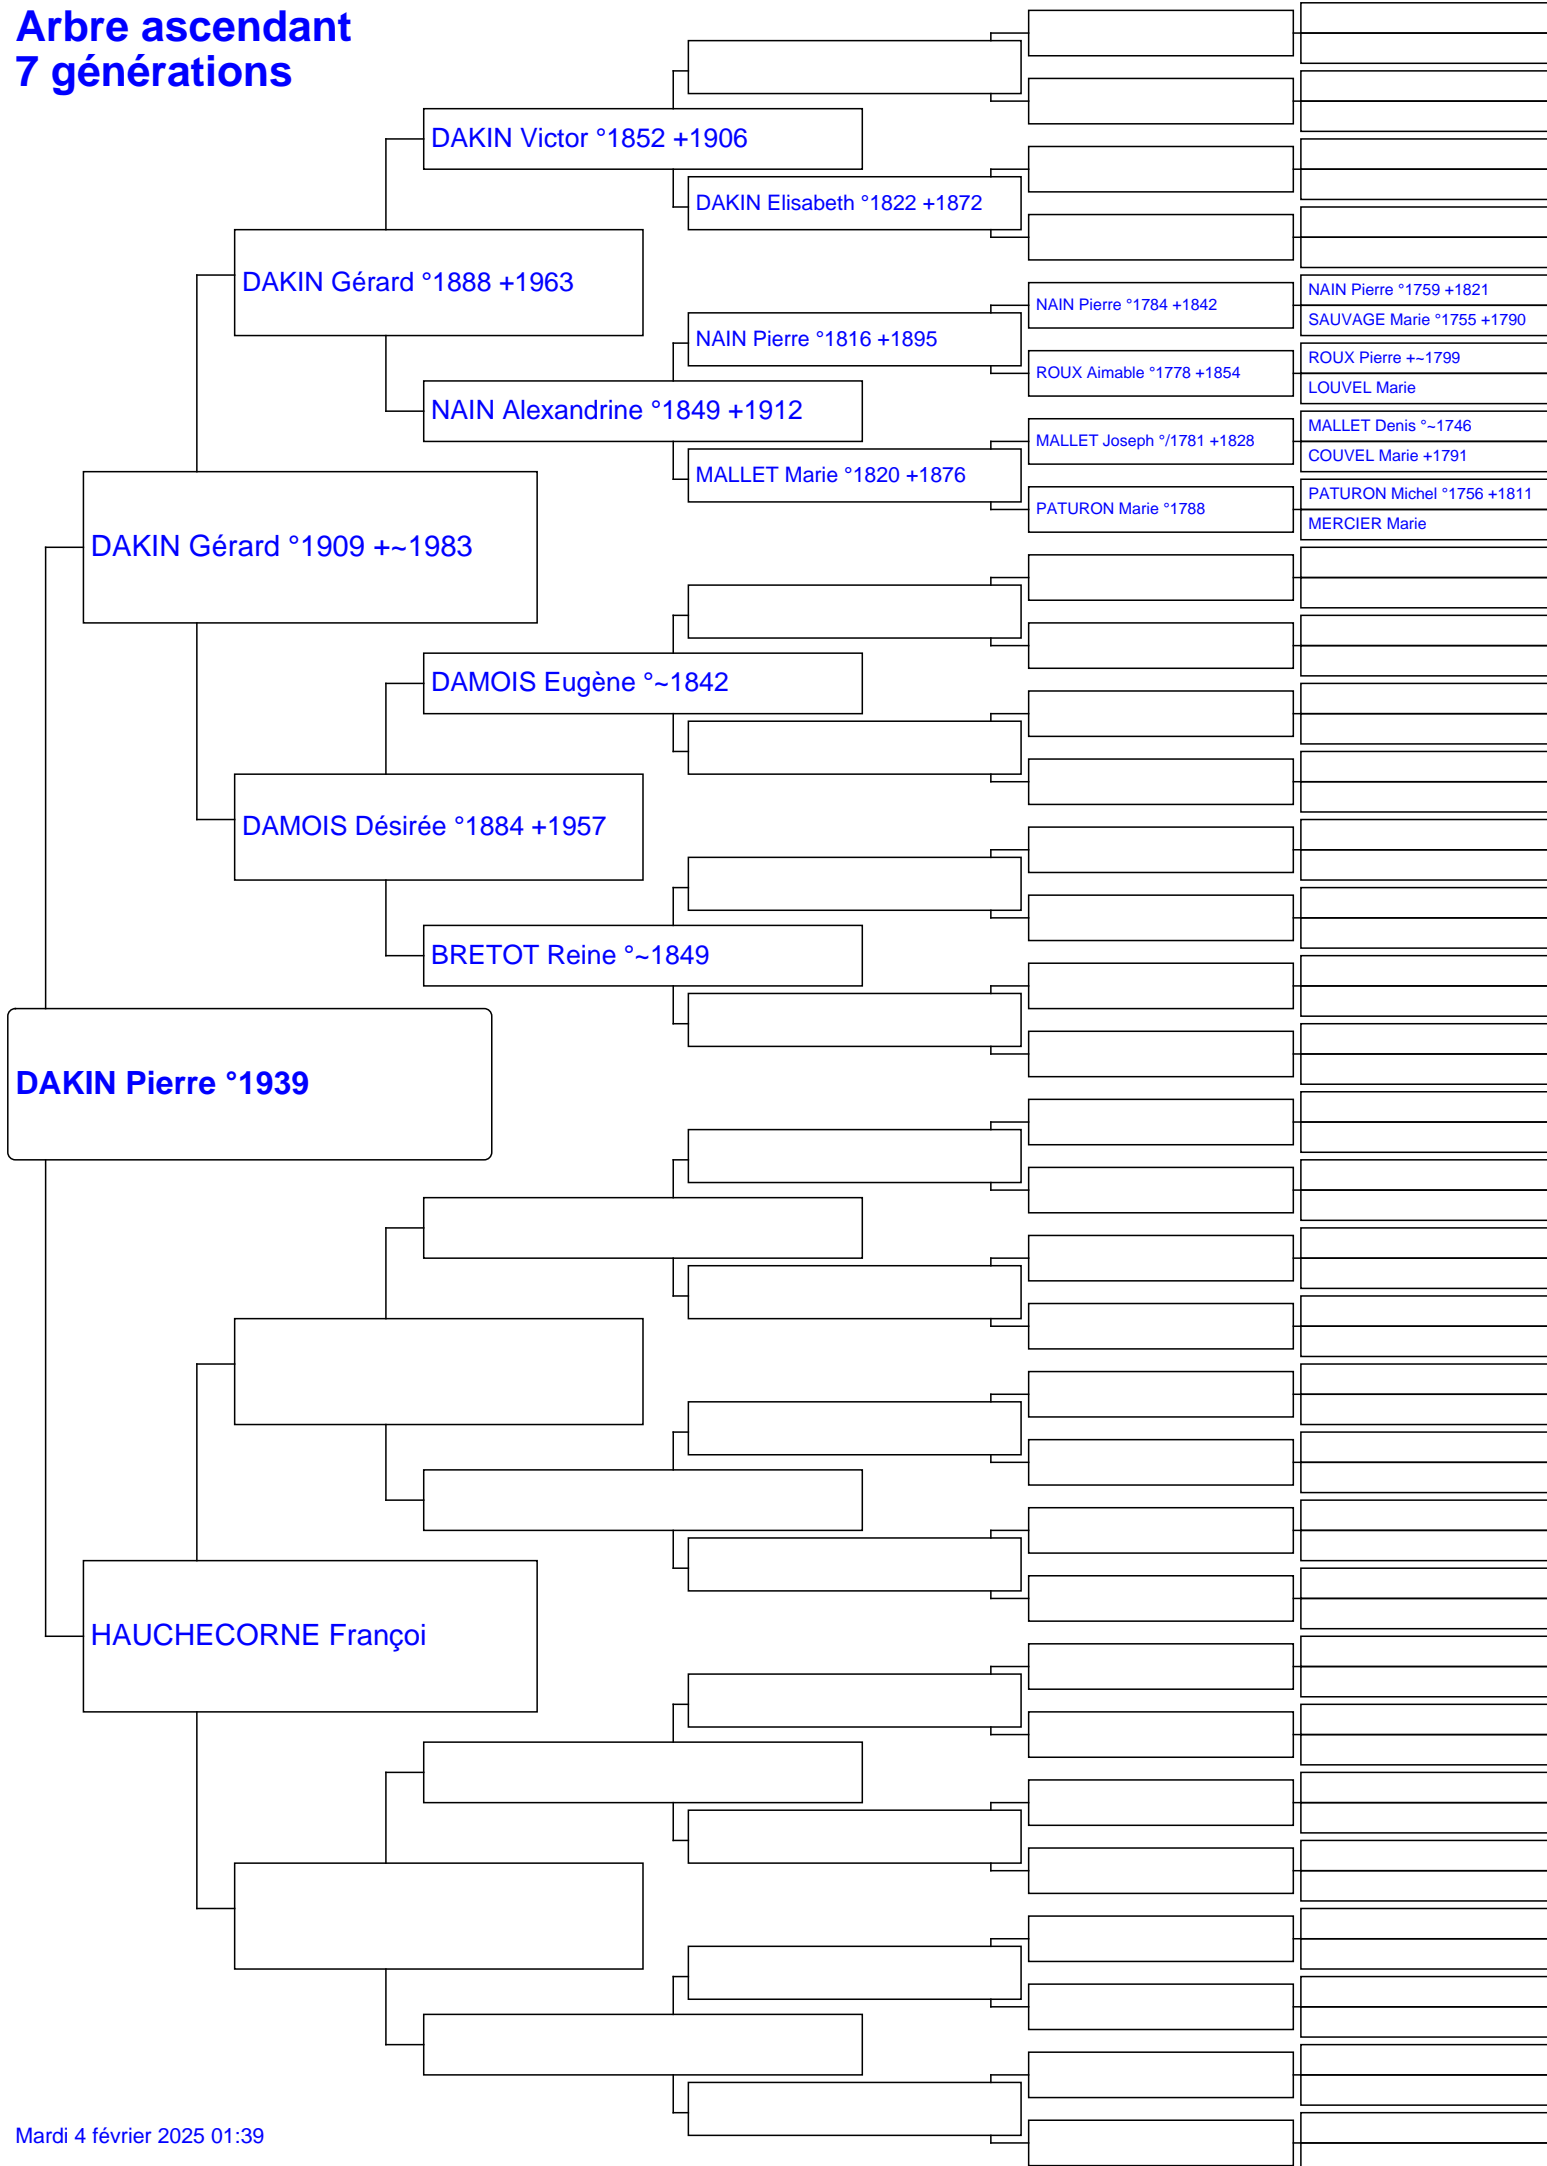 Arbre ascendant
7 générations
DAKIN Victor °1852 +1906
DAKIN Elisabeth °1822 +1872
DAKIN Gérard °1888 +1963
NAIN Pierre °1759 +1821
NAIN Pierre °1784 +1842
SAUVAGE Marie °1755 +1790
NAIN Pierre °1816 +1895
ROUX Pierre +~1799
ROUX Aimable °1778 +1854
LOUVEL Marie
NAIN Alexandrine °1849 +1912
MALLET Denis °~1746
MALLET Joseph °/1781 +1828
COUVEL Marie +1791
MALLET Marie °1820 +1876
PATURON Michel °1756 +1811
PATURON Marie °1788
MERCIER Marie
DAKIN Gérard °1909 +~1983
DAMOIS Eugène °~1842
DAMOIS Désirée °1884 +1957
BRETOT Reine °~1849
DAKIN Pierre °1939
HAUCHECORNE Françoi
Mardi 4 février 2025 01:39